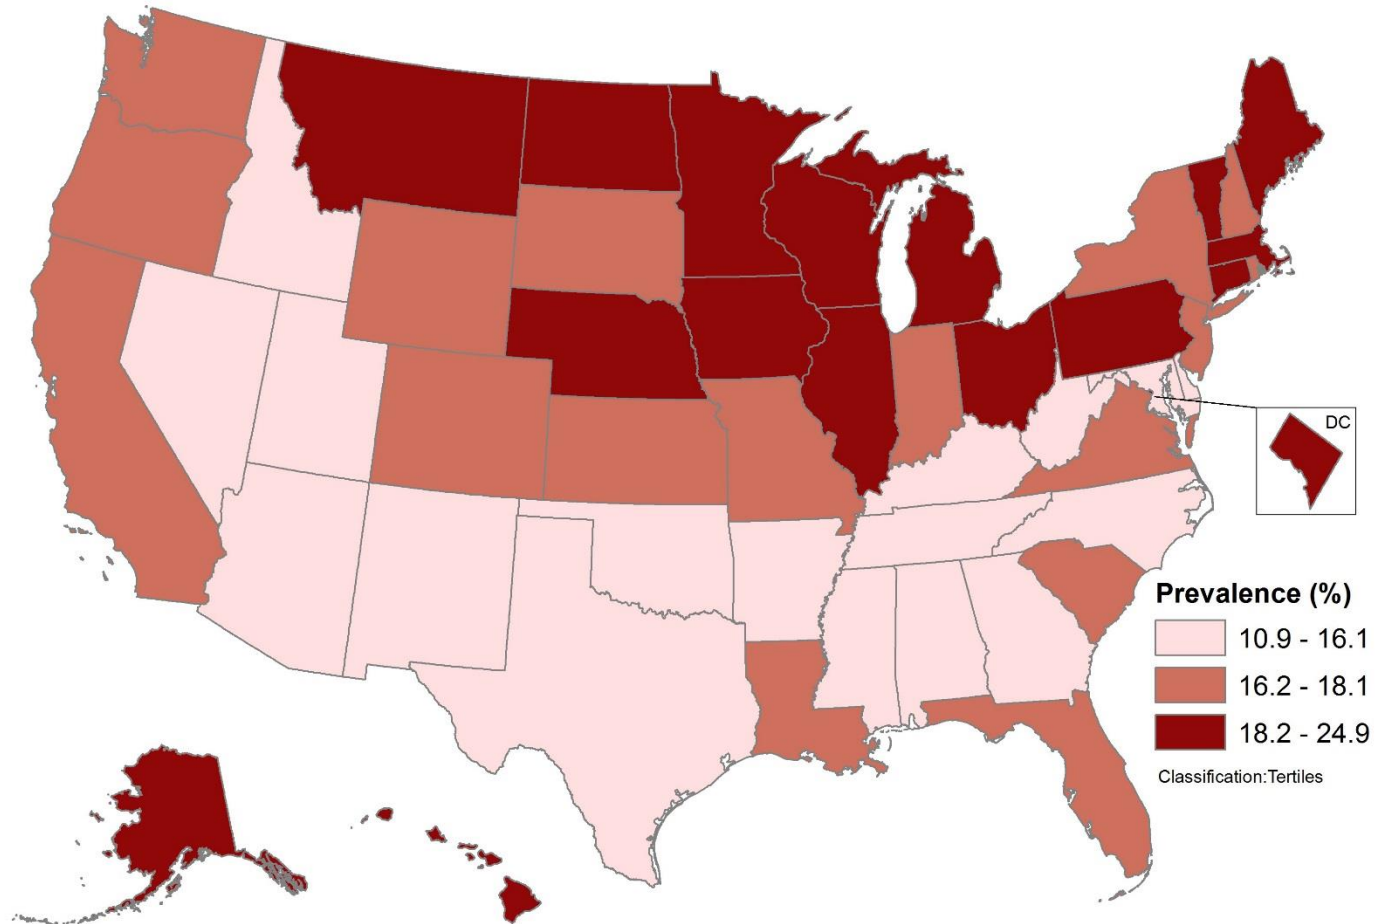 DC
Prevalence (%)
10.9 - 16.1
16.2 - 18.1
18.2 - 24.9
Classification:Tertiles